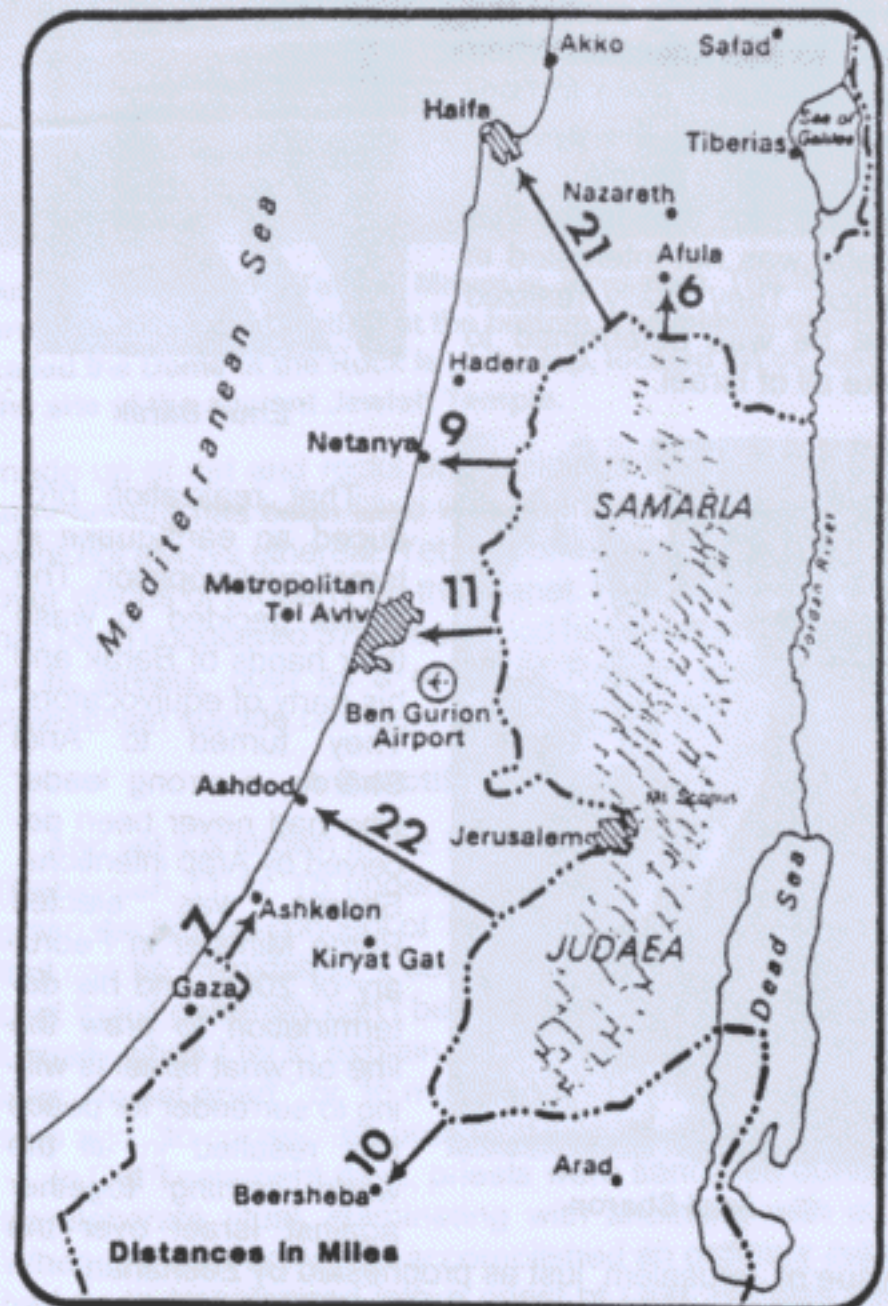 Akko
Safad
Haifa
Sea of
Galilee
Tiberias
Nazareth
21
Afula
6
Mediterranean Sea
Hadera
9
Netanya
SAMARIA
Jordan River
Metropolitan
Tel Aviv
11
Ben Gurion
Airport
Ashdod
22
Mt. Scopus
Jerusalem
7
Ashkelon
Kiryat Gat
JUDAEA
Dead Sea
Gaza
10
Beersheba
Arad
Distances in Miles